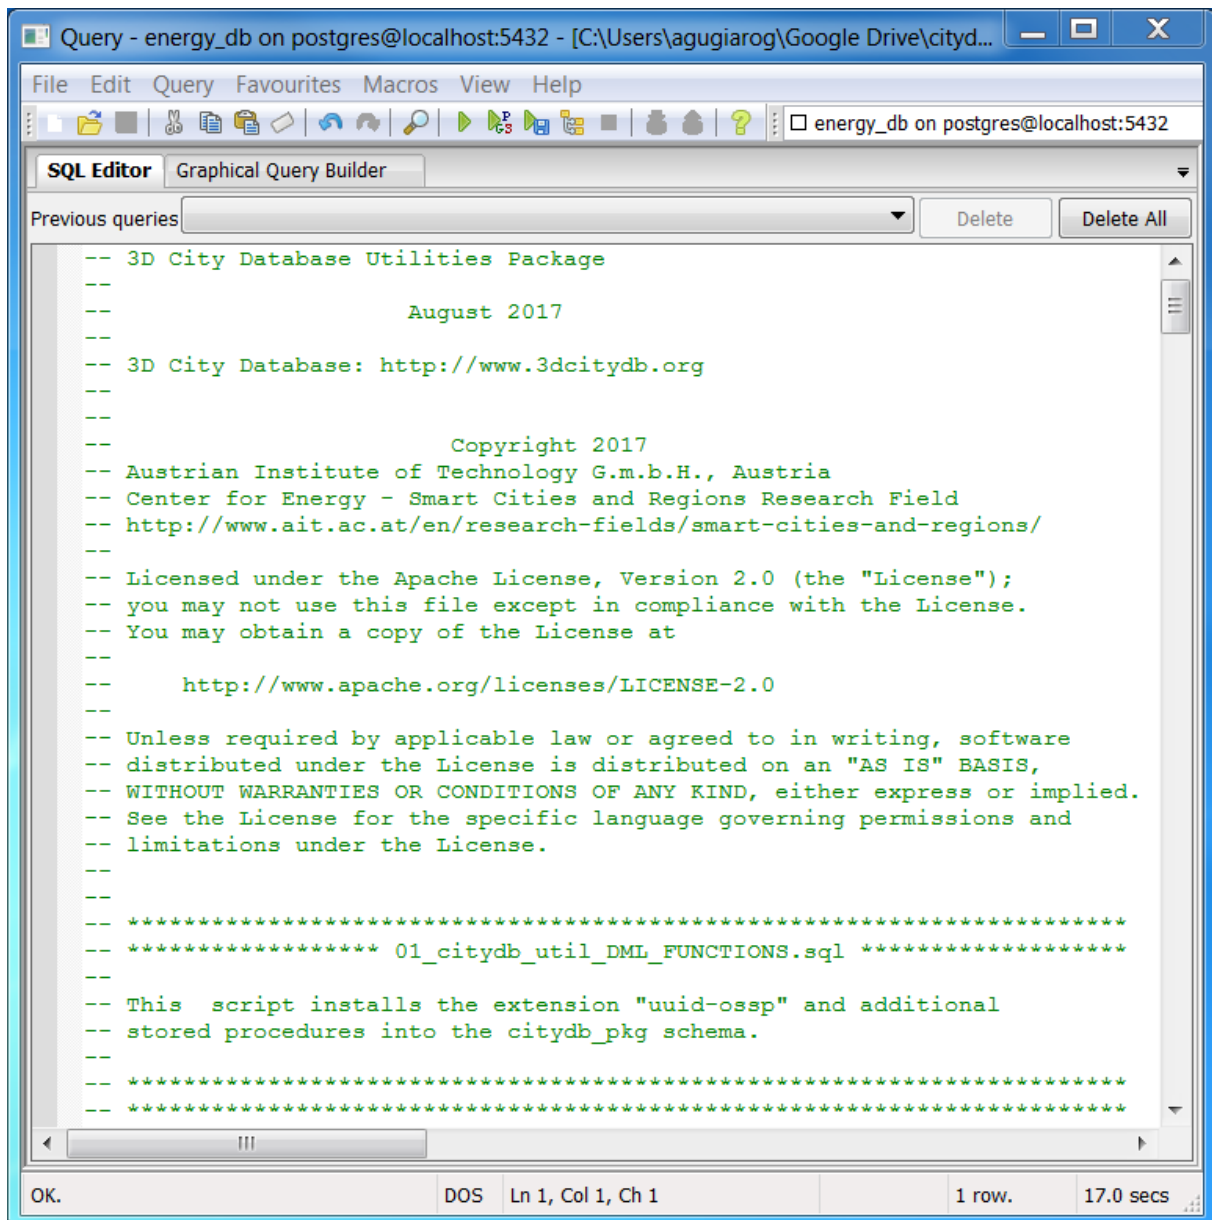 Query - energy_db on postgres@localhost:5432 - [C:\Users\agugiarog\Google Drive\cityd...
File Edit Query Favourites Macros View Help
energy_db on postgres@localhost:5432
SQL Editor Graphical Query Builder
Previous queries Delete Delete All
-- 3D City Database Utilities Package
--
-- August 2017
--
-- 3D City Database: http://www.3dcitydb.org
--
--
-- Copyright 2017
-- Austrian Institute of Technology G.m.b.H., Austria
-- Center for Energy - Smart Cities and Regions Research Field
-- http://www.ait.ac.at/en/research-fields/smart-cities-and-regions/
--
-- Licensed under the Apache License, Version 2.0 (the "License");
-- you may not use this file except in compliance with the License.
-- You may obtain a copy of the License at
--
-- http://www.apache.org/licenses/LICENSE-2.0
--
-- Unless required by applicable law or agreed to in writing, software
-- distributed under the License is distributed on an "AS IS" BASIS,
-- WITHOUT WARRANTIES OR CONDITIONS OF ANY KIND, either express or implied.
-- See the License for the specific language governing permissions and
-- limitations under the License.
--
--
-- ***********************************************************************
-- ****************** 01_citydb_util_DML_FUNCTIONS.sql *******************
--
-- This  script installs the extension "uuid-ossp" and additional
-- stored procedures into the citydb_pkg schema.
--
-- ***********************************************************************
-- ***********************************************************************
OK. DOS Ln 1, Col 1, Ch 1 1 row. 17.0 secs